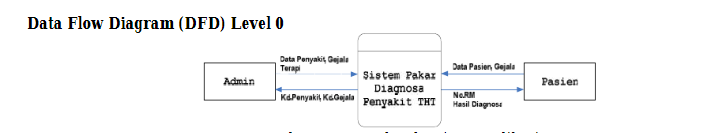 Data Flow Diagram (DFD) Level 0
Data Penyakit, Gejala
Terapi
Admin
Kd.Penyakit, Kd.Gejala
Sistem Pakar
Diagnosa
Penyakit THT
Data Pasien, Gejala
No.RM
Hasil Diagnosa
Pasien